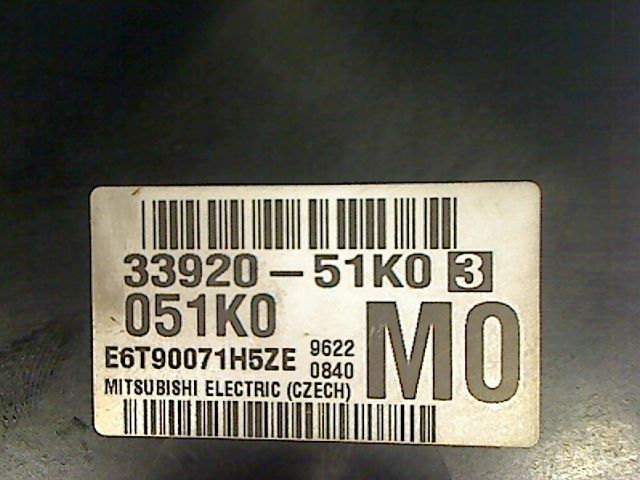 33920-51K0 3
051K0
E6T90071H5ZE 9622
0840
MITSUBISHI ELECTRIC (CZECH)
M0